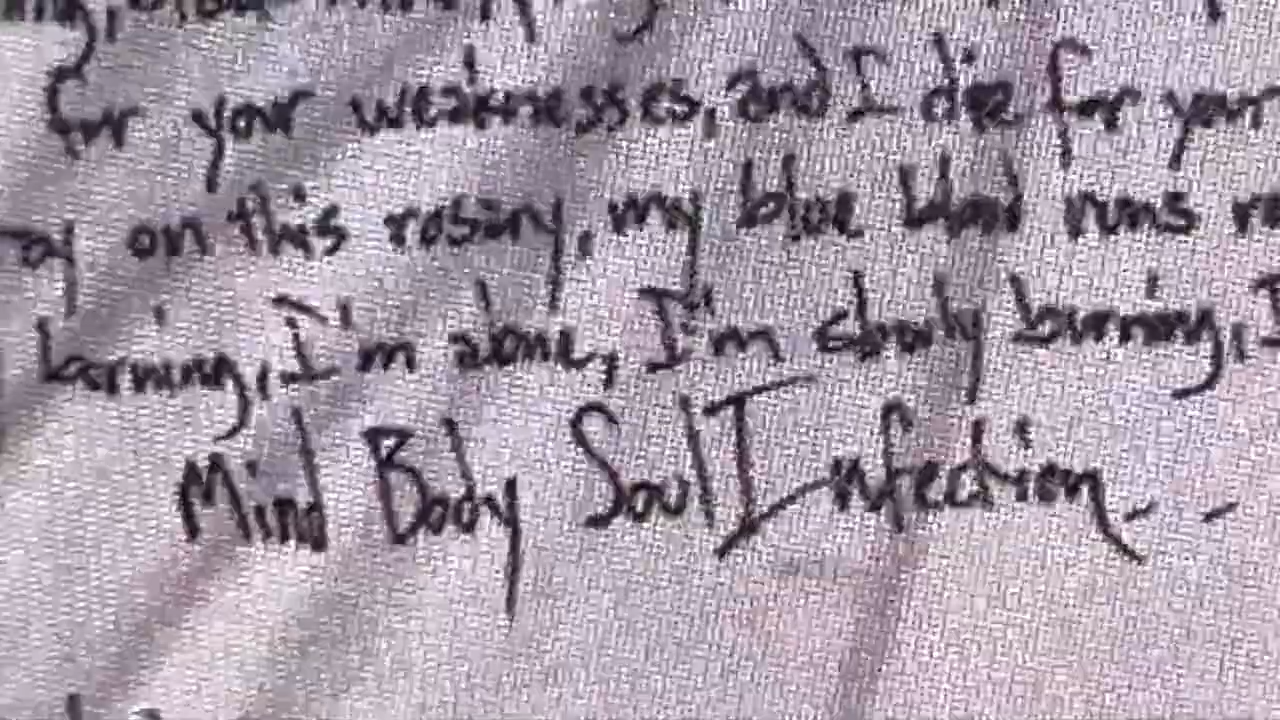 for your weaknesses, and I die for your
on this rosary, my blue blood runs
burning, I'm alone, I'm slowly burning, I
Mind Body Soul Infection - -